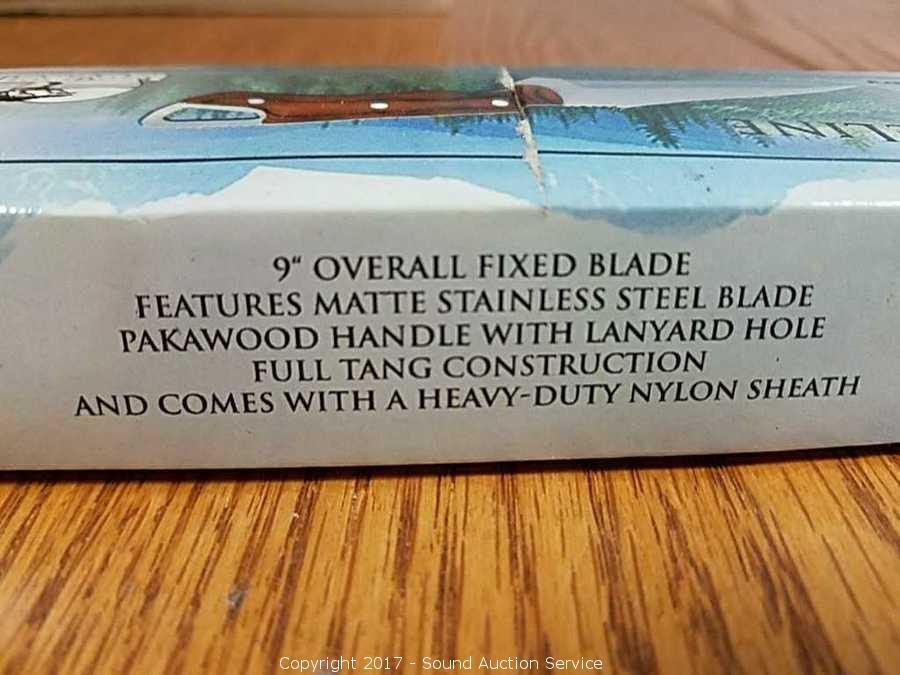 LINE
9" OVERALL FIXED BLADE
FEATURES MATTE STAINLESS STEEL BLADE
PAKAWOOD HANDLE WITH LANYARD HOLE
FULL TANG CONSTRUCTION
AND COMES WITH A HEAVY-DUTY NYLON SHEATH
Copyright 2017 - Sound Auction Service